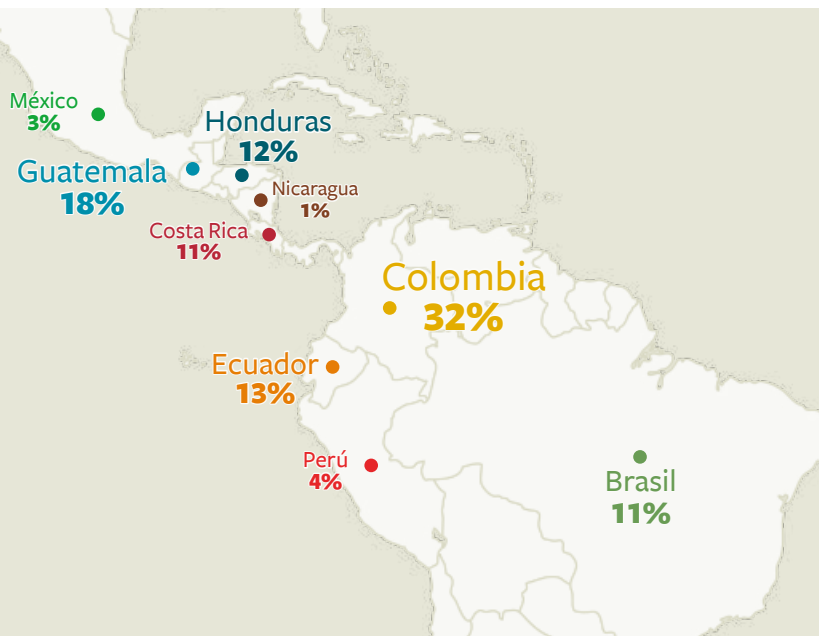 México
3%
Honduras
12%
Guatemala
18%
Nicaragua
1%
Costa Rica
11%
Colombia
32%
Ecuador
13%
Perú
4%
Brasil
11%